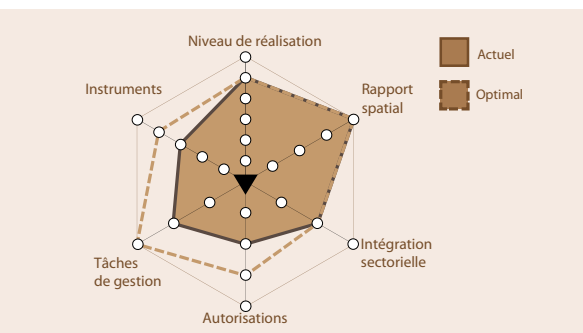 Niveau de réalisation
Actuel
Optimal
Rapport
spatial
Instruments
Intégration
sectorielle
Tâches
de gestion
Autorisations